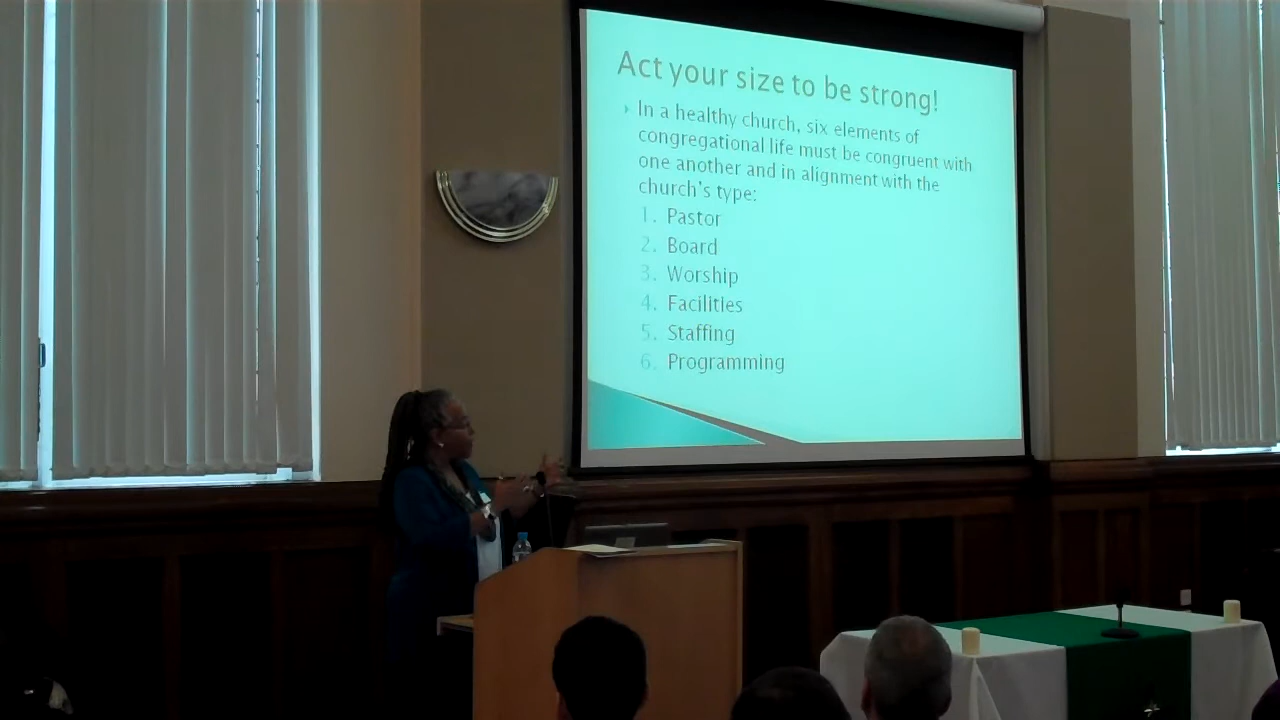 Act your size to be strong!
In a healthy church, six elements of
congregational life must be congruent with
one another and in alignment with the
church's type:
1. Pastor
2. Board
3. Worship
4. Facilities
5. Staffing
6. Programming